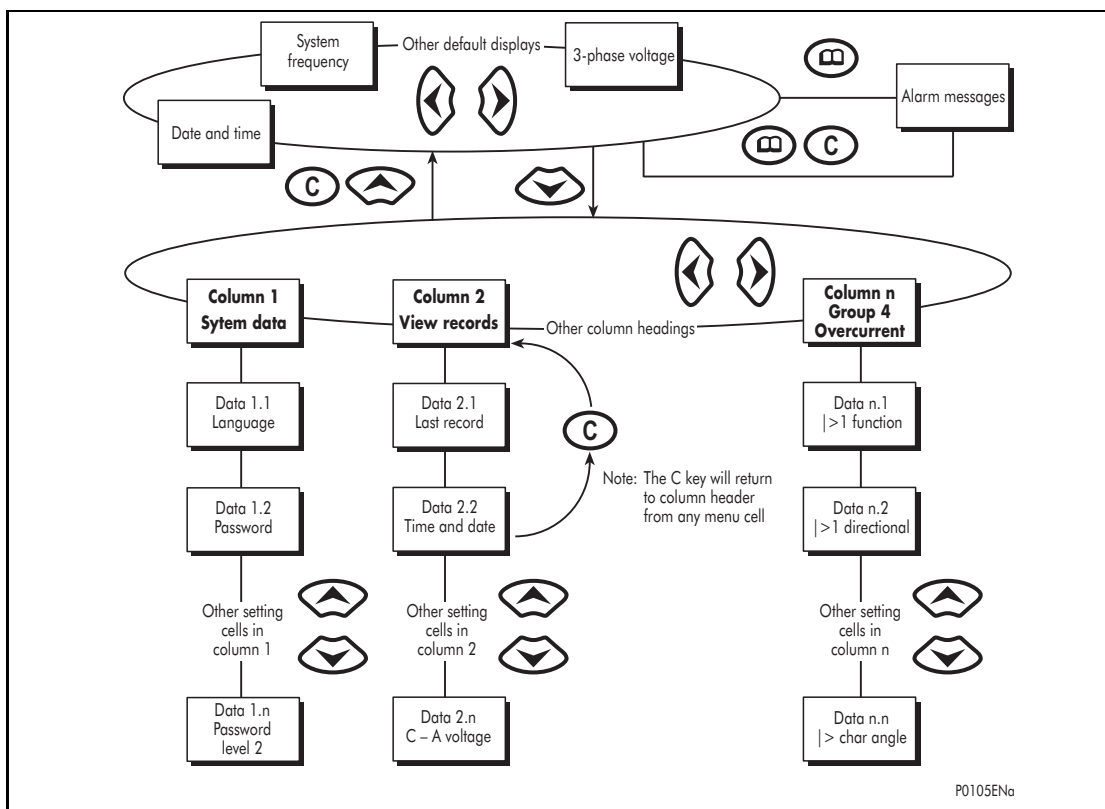 System
frequency
Other default displays
3-phase voltage
Date and time
Alarm messages
C
C
Column 1
Sytem data
Column 2
View records
Other column headings
Column n
Group 4
Overcurrent
Data 1.1
Language
Data 2.1
Last record
C
Data n.1
|>1 function
Note: The C key will return
to column header
from any menu cell
Data 1.2
Password
Data 2.2
Time and date
Data n.2
|>1 directional
Other setting
cells in
column 1
Other setting
cells in
column 2
Other setting
cells in
column n
Data 1.n
Password
level 2
Data 2.n
C – A voltage
Data n.n
|> char angle
P0105ENa